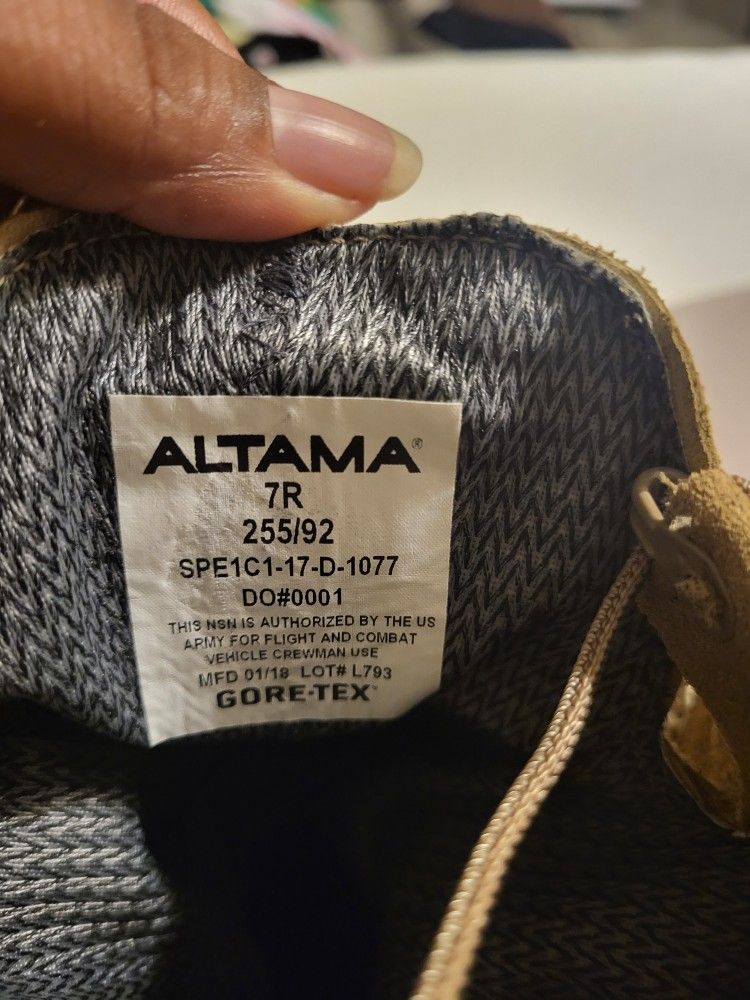 ALTAMA®
7R
255/92
SPE1C1-17-D-1077
DO#0001
THIS NSN IS AUTHORIZED BY THE US
ARMY FOR FLIGHT AND COMBAT
VEHICLE CREWMAN USE
MFD 01/18 LOT# L793
GORE-TEX™